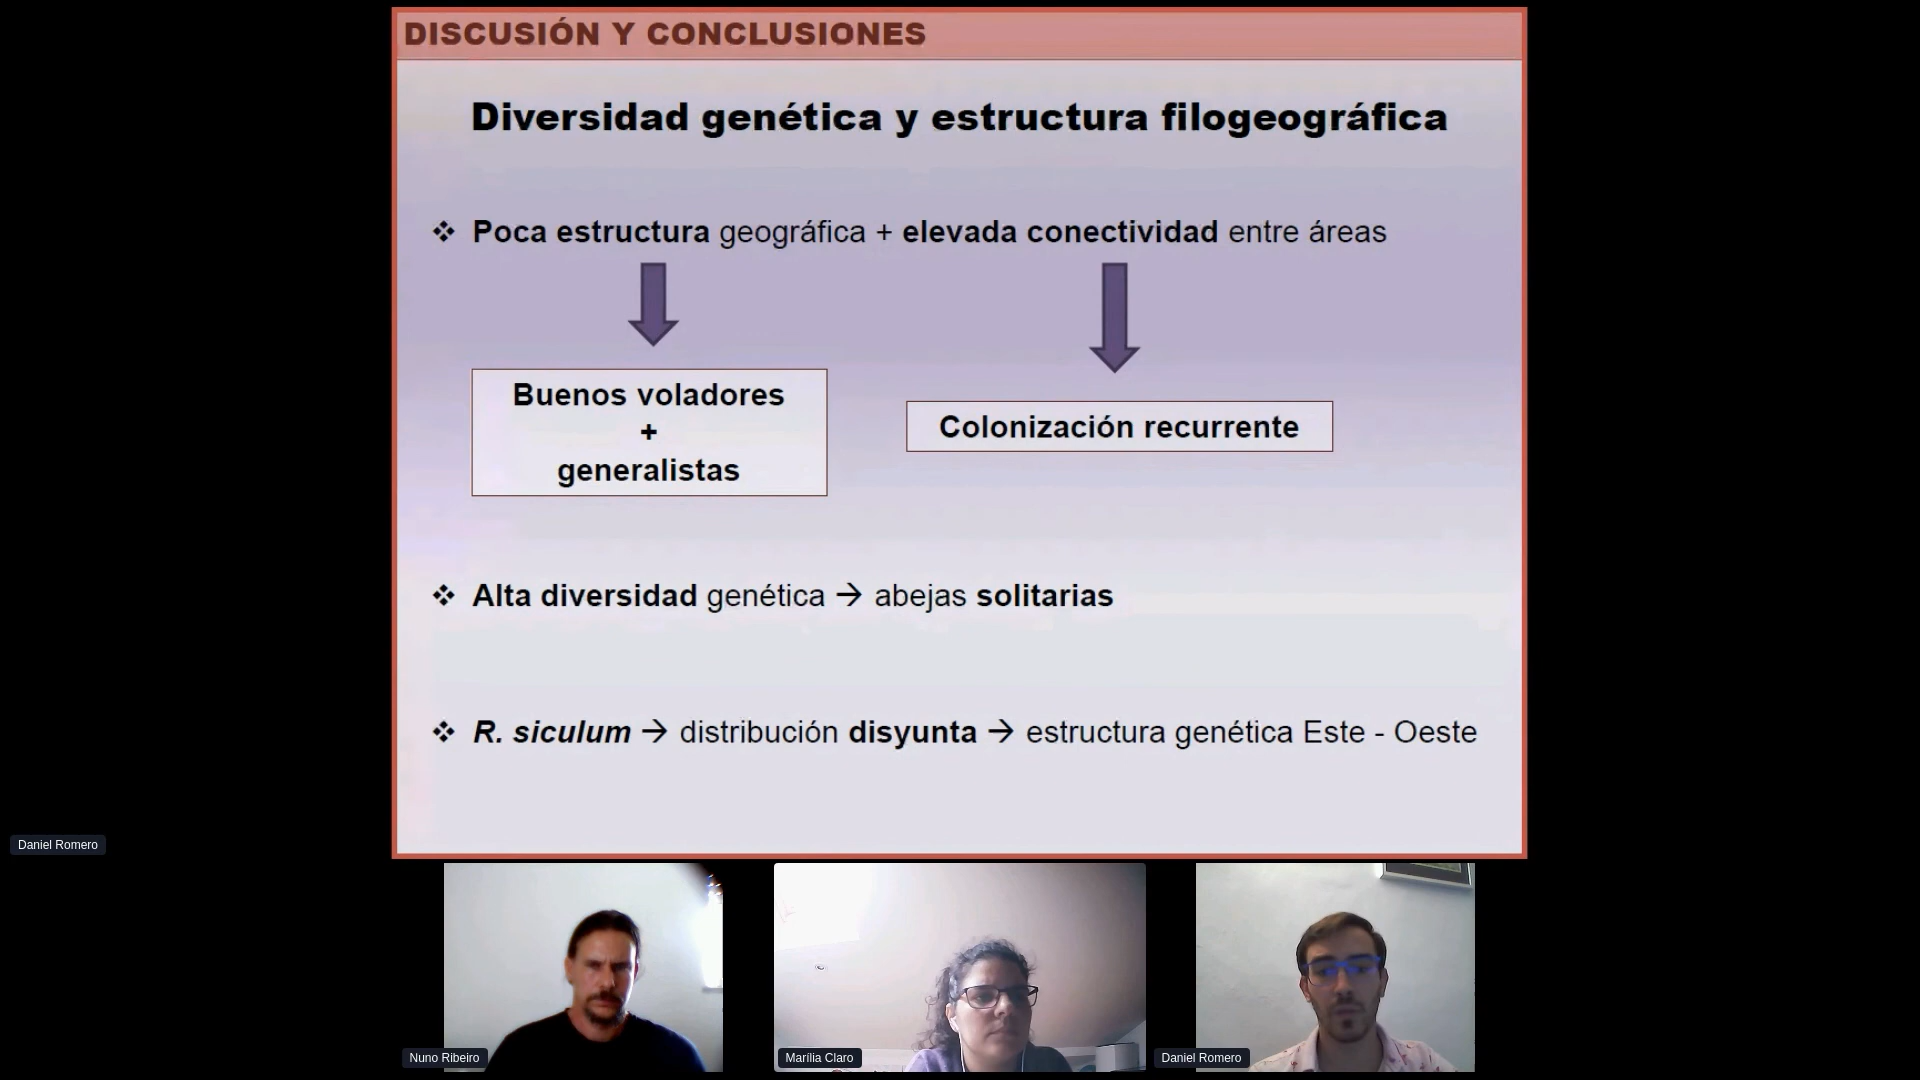 DISCUSIÓN Y CONCLUSIONES
Diversidad genética y estructura filogeográfica
❖ Poca estructura geográfica + elevada conectividad entre áreas
Buenos voladores
+
generalistas
Colonización recurrente
❖ Alta diversidad genética → abejas solitarias
❖ R. siculum → distribución disyunta → estructura genética Este - Oeste
Daniel Romero
Nuno Ribeiro
Marília Claro
Daniel Romero